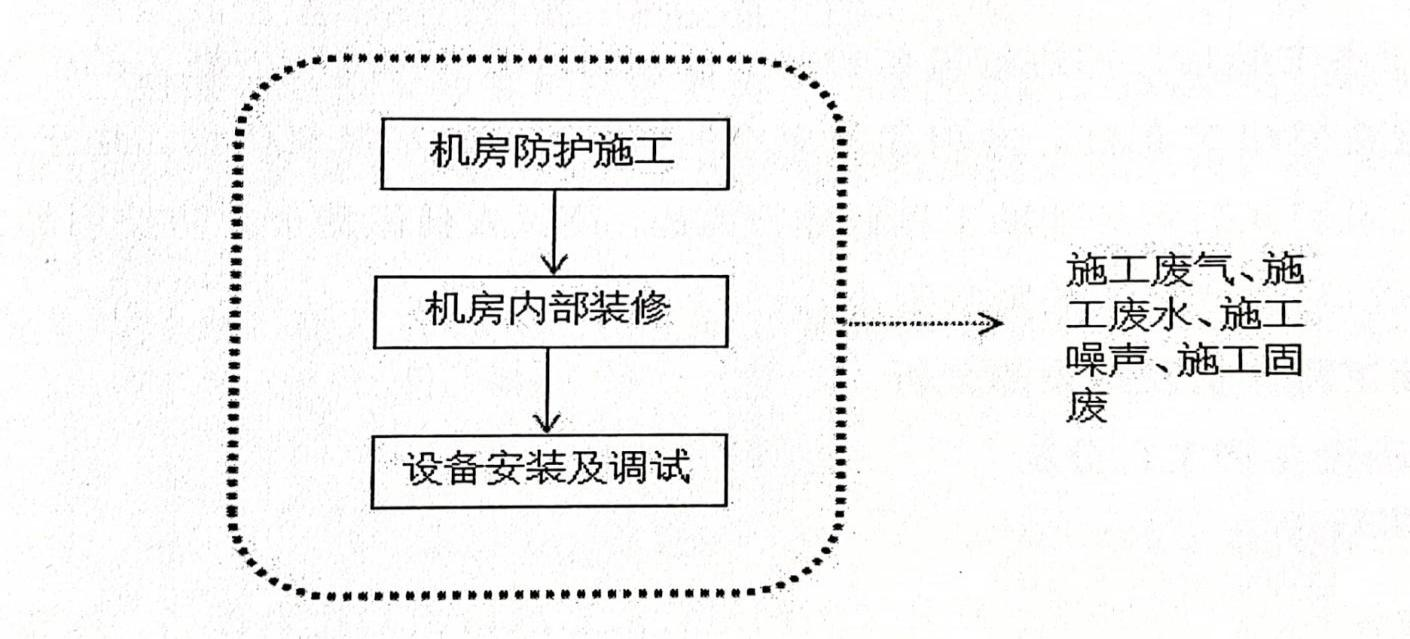 机房防护施工
机房内部装修
设备安装及调试
施工废气、施
工废水、施工
噪声、施工固
废